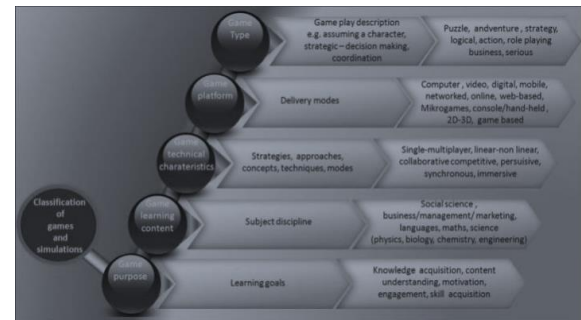 Game
Type
Game play description
e.g. assuming a character,
strategic–decision making,
coordination
Puzzle, andventure, strategy,
logical, action, role playing
business, serious
Game
platform
Delivery modes
Computer, video, digital, mobile,
networked, online, web-based,
Mikrogames, console/hand-held,
2D-3D, game based
Game
technical
charateristics
Strategies, approaches,
concepts, techniques, modes
Single-multiplayer, linear-non linear,
collaborative competitive, persuisive,
synchronous, immersive
Classification
of
games
and
simulations
Game
learning
content
Subject discipline
Social science,
business/management/ marketing,
languages, maths, science
(physics, biology, chemistry, engineering)
Game
purpose
Learning goals
Knowledge acquisition, content
understanding, motivation,
engagement, skill acquisition